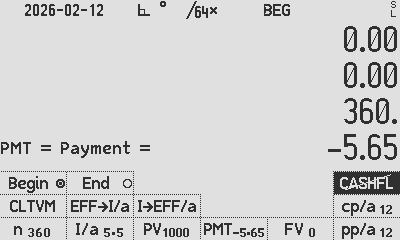 2026-02-12 ∟ ° /64× BEG S L
0.00
0.00
360.
PMT = Payment = -5.65
Begin End CASHFL
CLTVM EFF→I/a I→EFF/a cp/a 12
n 360 I/a 5.5 PV1000 PMT-5.65 FV 0 pp/a 12